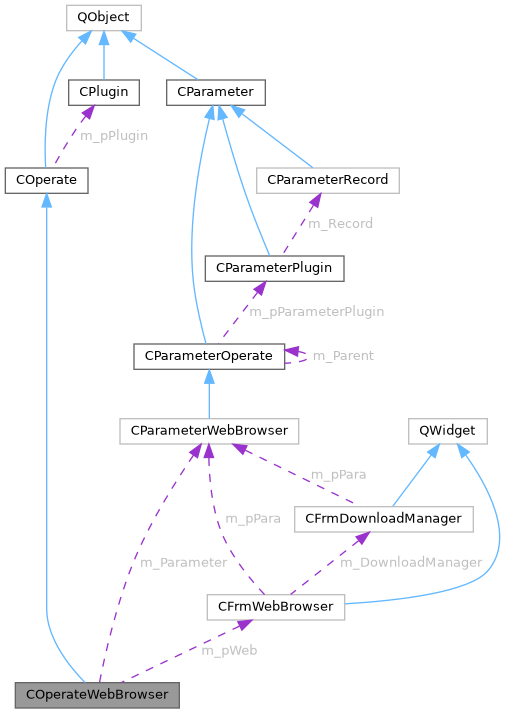 QObject
CPlugin
CParameter
m_pPlugin
COperate
CParameterRecord
m_Record
CParameterPlugin
m_pParameterPlugin
CParameterOperate
m_Parent
CParameterWebBrowser
QWidget
m_pPara
CFrmDownloadManager
m_pPara
m_Parameter
m_DownloadManager
CFrmWebBrowser
m_pWeb
COperateWebBrowser